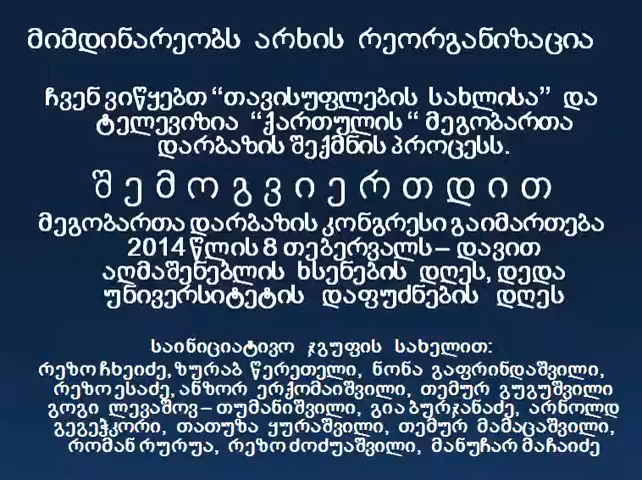 მიმდინარეობს არხის რეორგანიზაცია
ჩვენ ვიწყებთ “თავისუფლების სახლისა” და
ტელევიზია “ქართულის “ მეგობართა
დარბაზის შექმნის პროცესს.
შ ე მ ო გ ვ ი ე რ თ დ ი თ
მეგობართა დარბაზის კონგრესი გაიმართება
2014 წლის 8 თებერვალს – დავით
აღმაშენებლის ხსენების დღეს, დედა
უნივერსიტეტის დაფუძნების დღეს
საინიციატივო ჯგუფის სახელით:
რეზო ჩხეიძე, ზურაბ წერეთელი, ნონა გაფრინდაშვილი,
რეზო ესაძე, ანზორ ერქომაიშვილი, თემურ გუგუშვილი
გოგი ლევაშოვ – თუმანიშვილი, გია ბურჯანაძე, არნოლდ
გეგეჭკორი, თათუზა ყურაშვილი, თემურ მამაცაშვილი,
რომან რურუა, რეზო ძოძუაშვილი, მანუჩარ მაჩაიძე